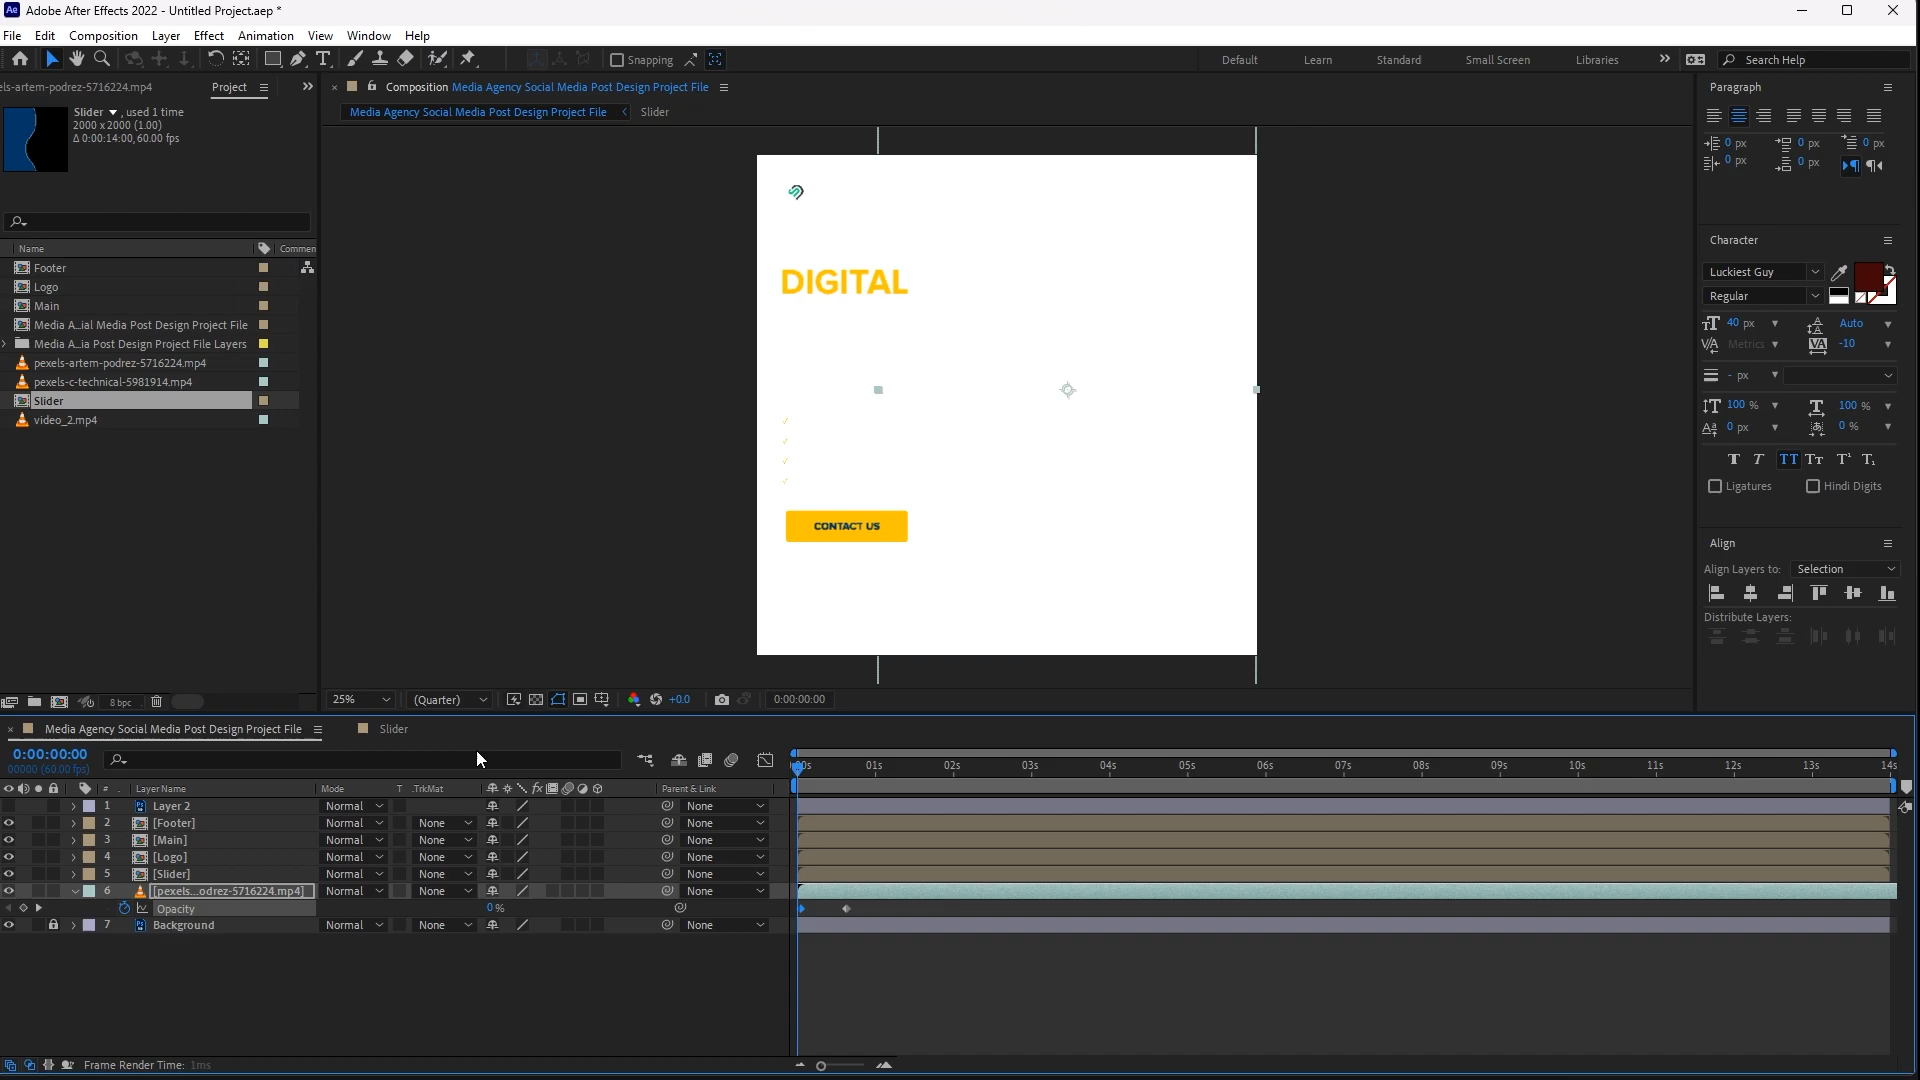 Adobe After Effects 2022 - Untitled Project.aep *
File Edit Composition Layer Effect Animation View Window Help
Snapping Default Learn Standard Small Screen Libraries Search Help
els-artem-podrez-5716224.mp4 Project
Composition Media Agency Social Media Post Design Project File
Media Agency Social Media Post Design Project File Slider
Slider , used 1 time
2000 x 2000 (1.00)
Δ 0:00:14:00, 60.00 fps
Name Commen
Footer
Logo
Main
Media A...ial Media Post Design Project File
Media A...ia Post Design Project File Layers
pexels-artem-podrez-5716224.mp4
pexels-c-technical-5981914.mp4
Slider
video_2.mp4
8 bpc
DIGITAL
✓
✓
✓
✓
CONTACT US
25% (Quarter) +0.0 0:00:00:00
Paragraph
0 px 0 px 0 px
0 px 0 px
Character
Luckiest Guy
Regular
40 px Auto
Metrics -10
- px
100 % 100 %
0 px 0 %
T T TT Tт T¹ T₁
Ligatures Hindi Digits
Align
Align Layers to: Selection
Distribute Layers:
Media Agency Social Media Post Design Project File Slider
0:00:00:00
00000 (60.00 fps)
:00s 01s 02s 03s 04s 05s 06s 07s 08s 09s 10s 11s 12s 13s 14s
# Layer Name Mode T .TrkMat Parent & Link
1 Layer 2 Normal None
2 [Footer] Normal None None
3 [Main] Normal None None
4 [Logo] Normal None None
5 [Slider] Normal None None
6 [pexels...odrez-5716224.mp4] Normal None None
Opacity 0 %
7 Background Normal None None
Frame Render Time: 1ms